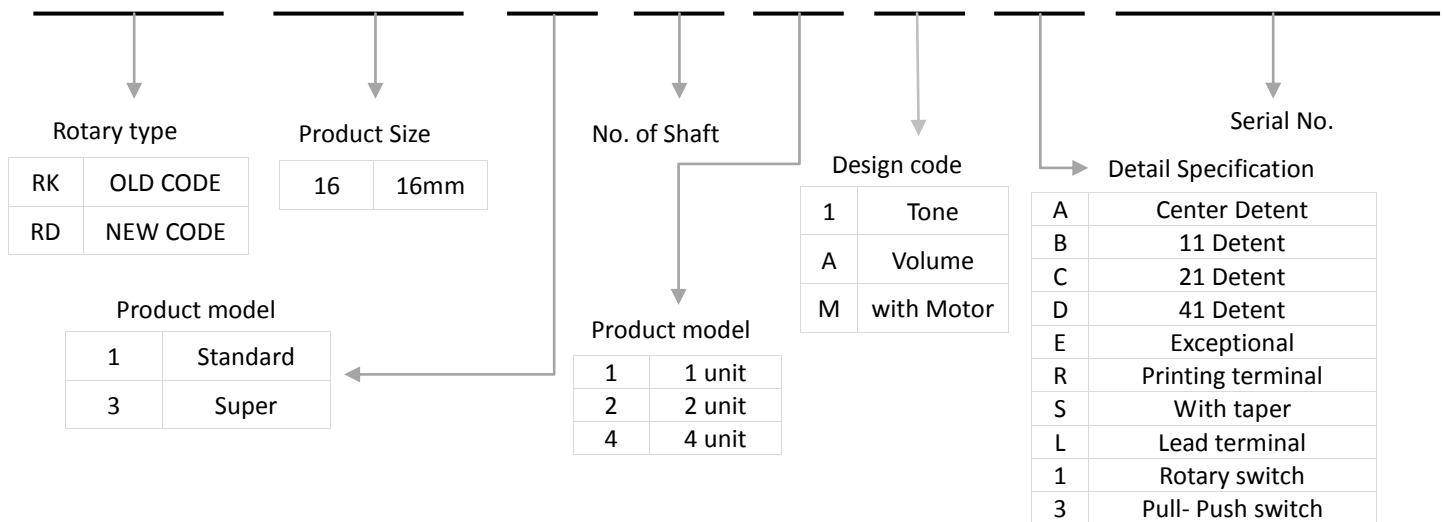 Rotary type
RK OLD CODE
RD NEW CODE
Product Size
16 16mm
Product model
1 Standard
3 Super
No. of Shaft
Product model
1 1 unit
2 2 unit
4 4 unit
Design code
1 Tone
A Volume
M with Motor
Serial No.
Detail Specification
A Center Detent
B 11 Detent
C 21 Detent
D 41 Detent
E Exceptional
R Printing terminal
S With taper
L Lead terminal
1 Rotary switch
3 Pull- Push switch